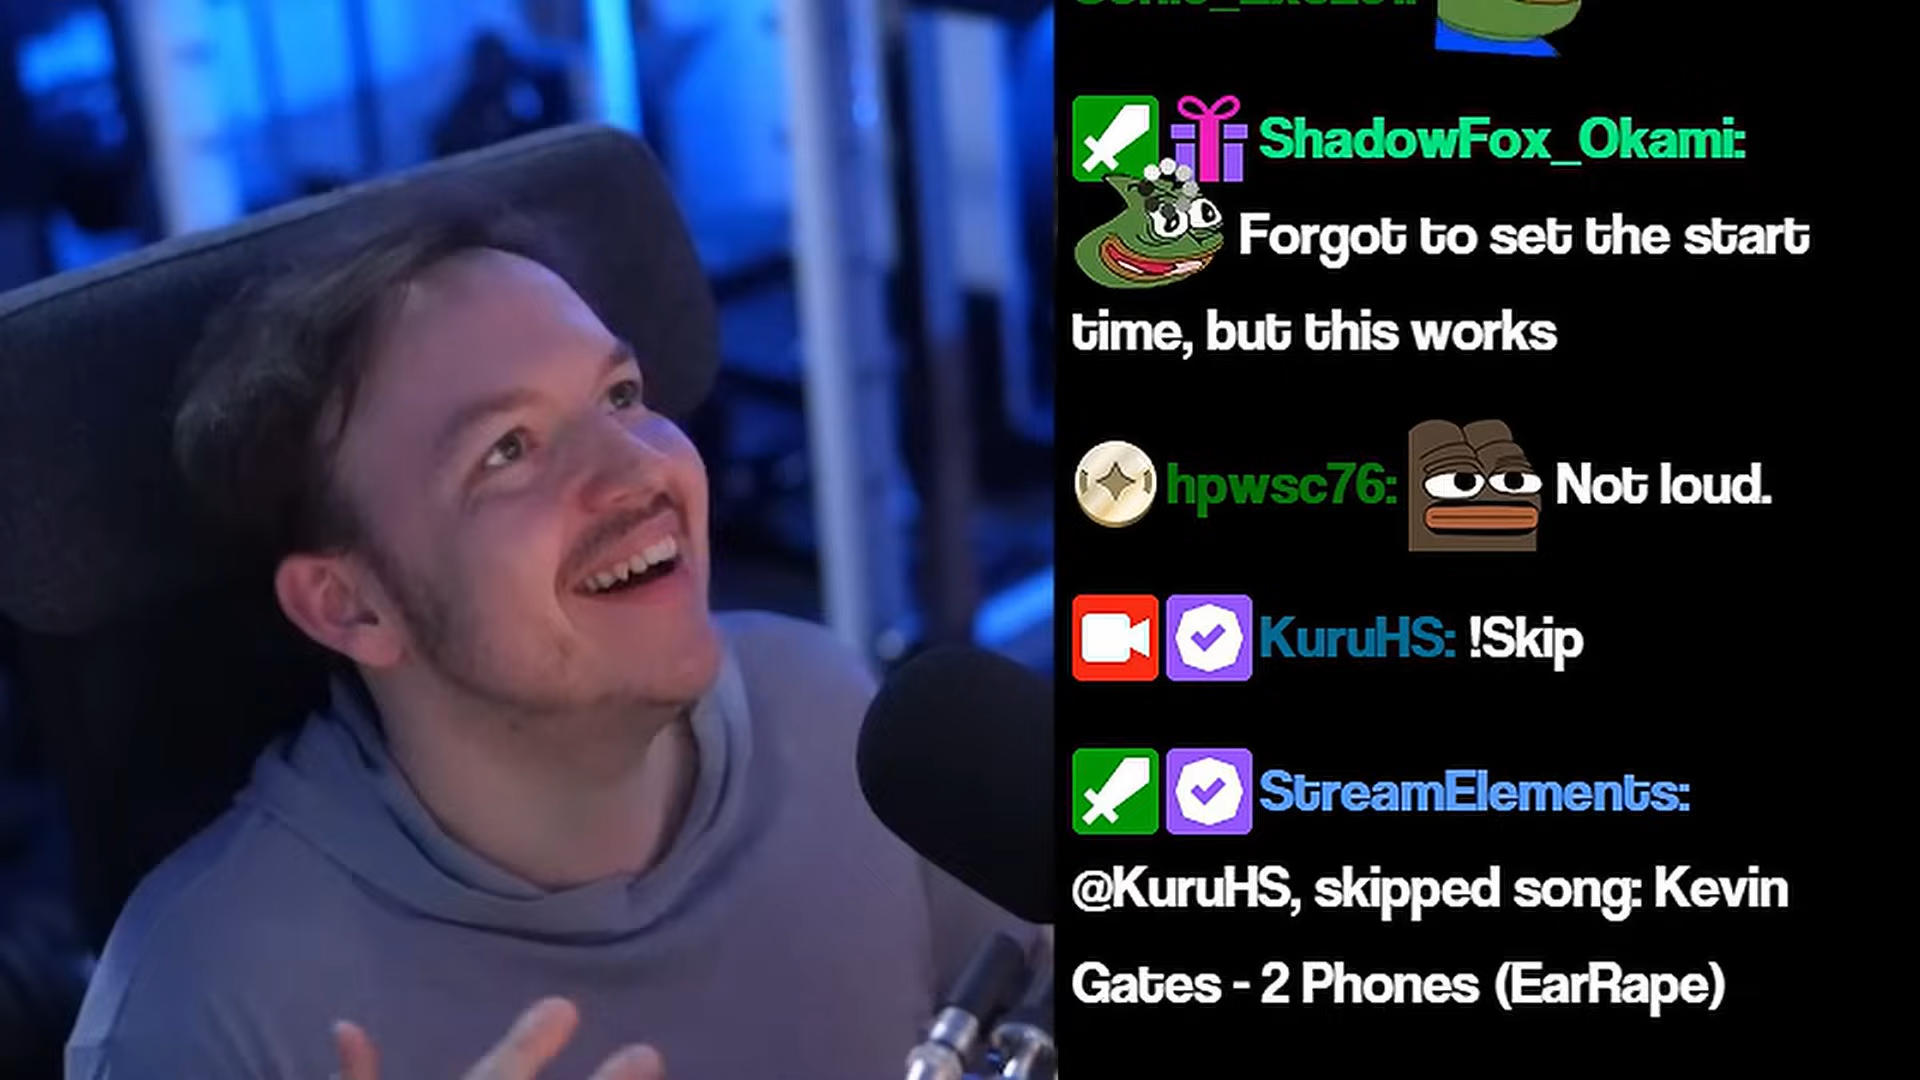 ShadowFox_Okami:
Forgot to set the start
time, but this works
hpwsc76: Not loud.
KuruHS: !Skip
StreamElements:
@KuruHS, skipped song: Kevin
Gates - 2 Phones (EarRape)